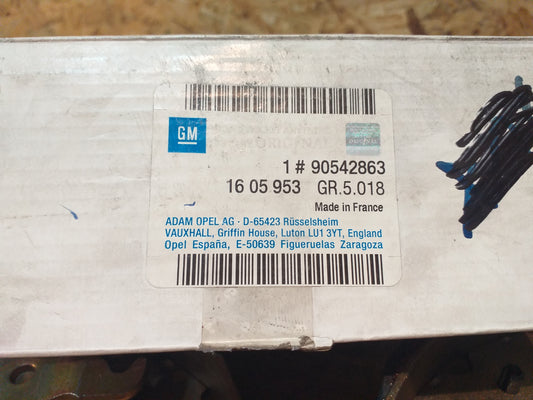 GM
1 # 90542863
16 05 953 GR.5.018
Made in France
ADAM OPEL AG · D-65423 Rüsselsheim
VAUXHALL, Griffin House, Luton LU1 3YT, England
Opel España, E-50639 Figueruelas Zaragoza